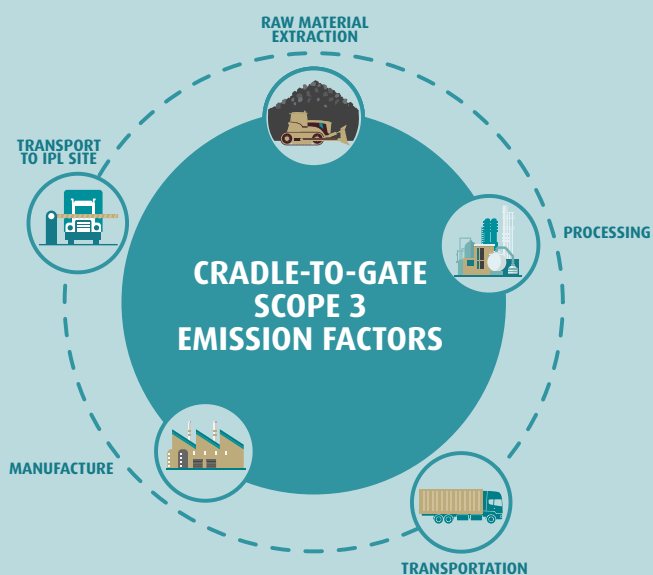 RAW MATERIAL
EXTRACTION
TRANSPORT
TO IPL SITE
PROCESSING
CRADLE-TO-GATE
SCOPE 3
EMISSION FACTORS
MANUFACTURE
TRANSPORTATION